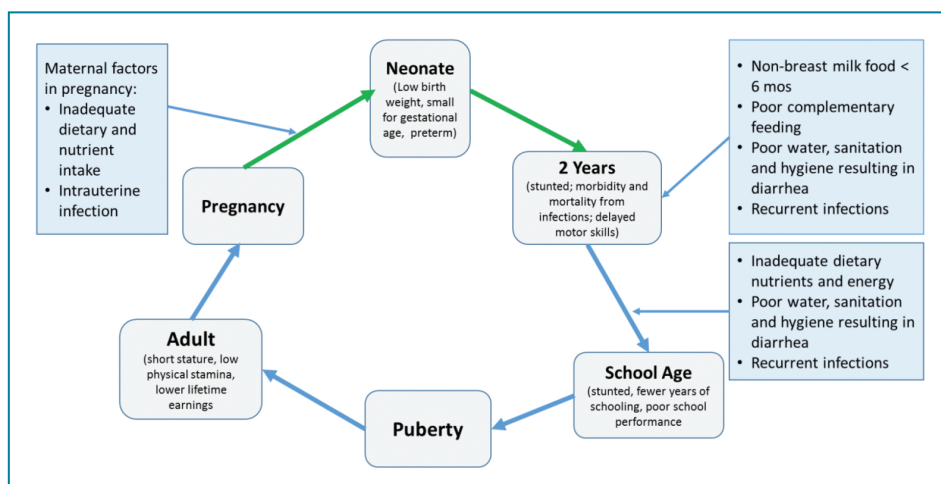 Maternal factors
in pregnancy:
• Inadequate
dietary and
nutrient
intake
• Intrauterine
infection
Neonate
(Low birth
weight, small
for gestational
age, preterm)
• Non-breast milk food <
6 mos
• Poor complementary
feeding
• Poor water, sanitation
and hygiene resulting in
diarrhea
• Recurrent infections
2 Years
(stunted; morbidity and
mortality from
infections; delayed
motor skills)
Pregnancy
• Inadequate dietary
nutrients and energy
• Poor water, sanitation
and hygiene resulting in
diarrhea
• Recurrent infections
Adult
(short stature, low
physical stamina,
lower lifetime
earnings
School Age
(stunted, fewer years of
schooling, poor school
performance
Puberty